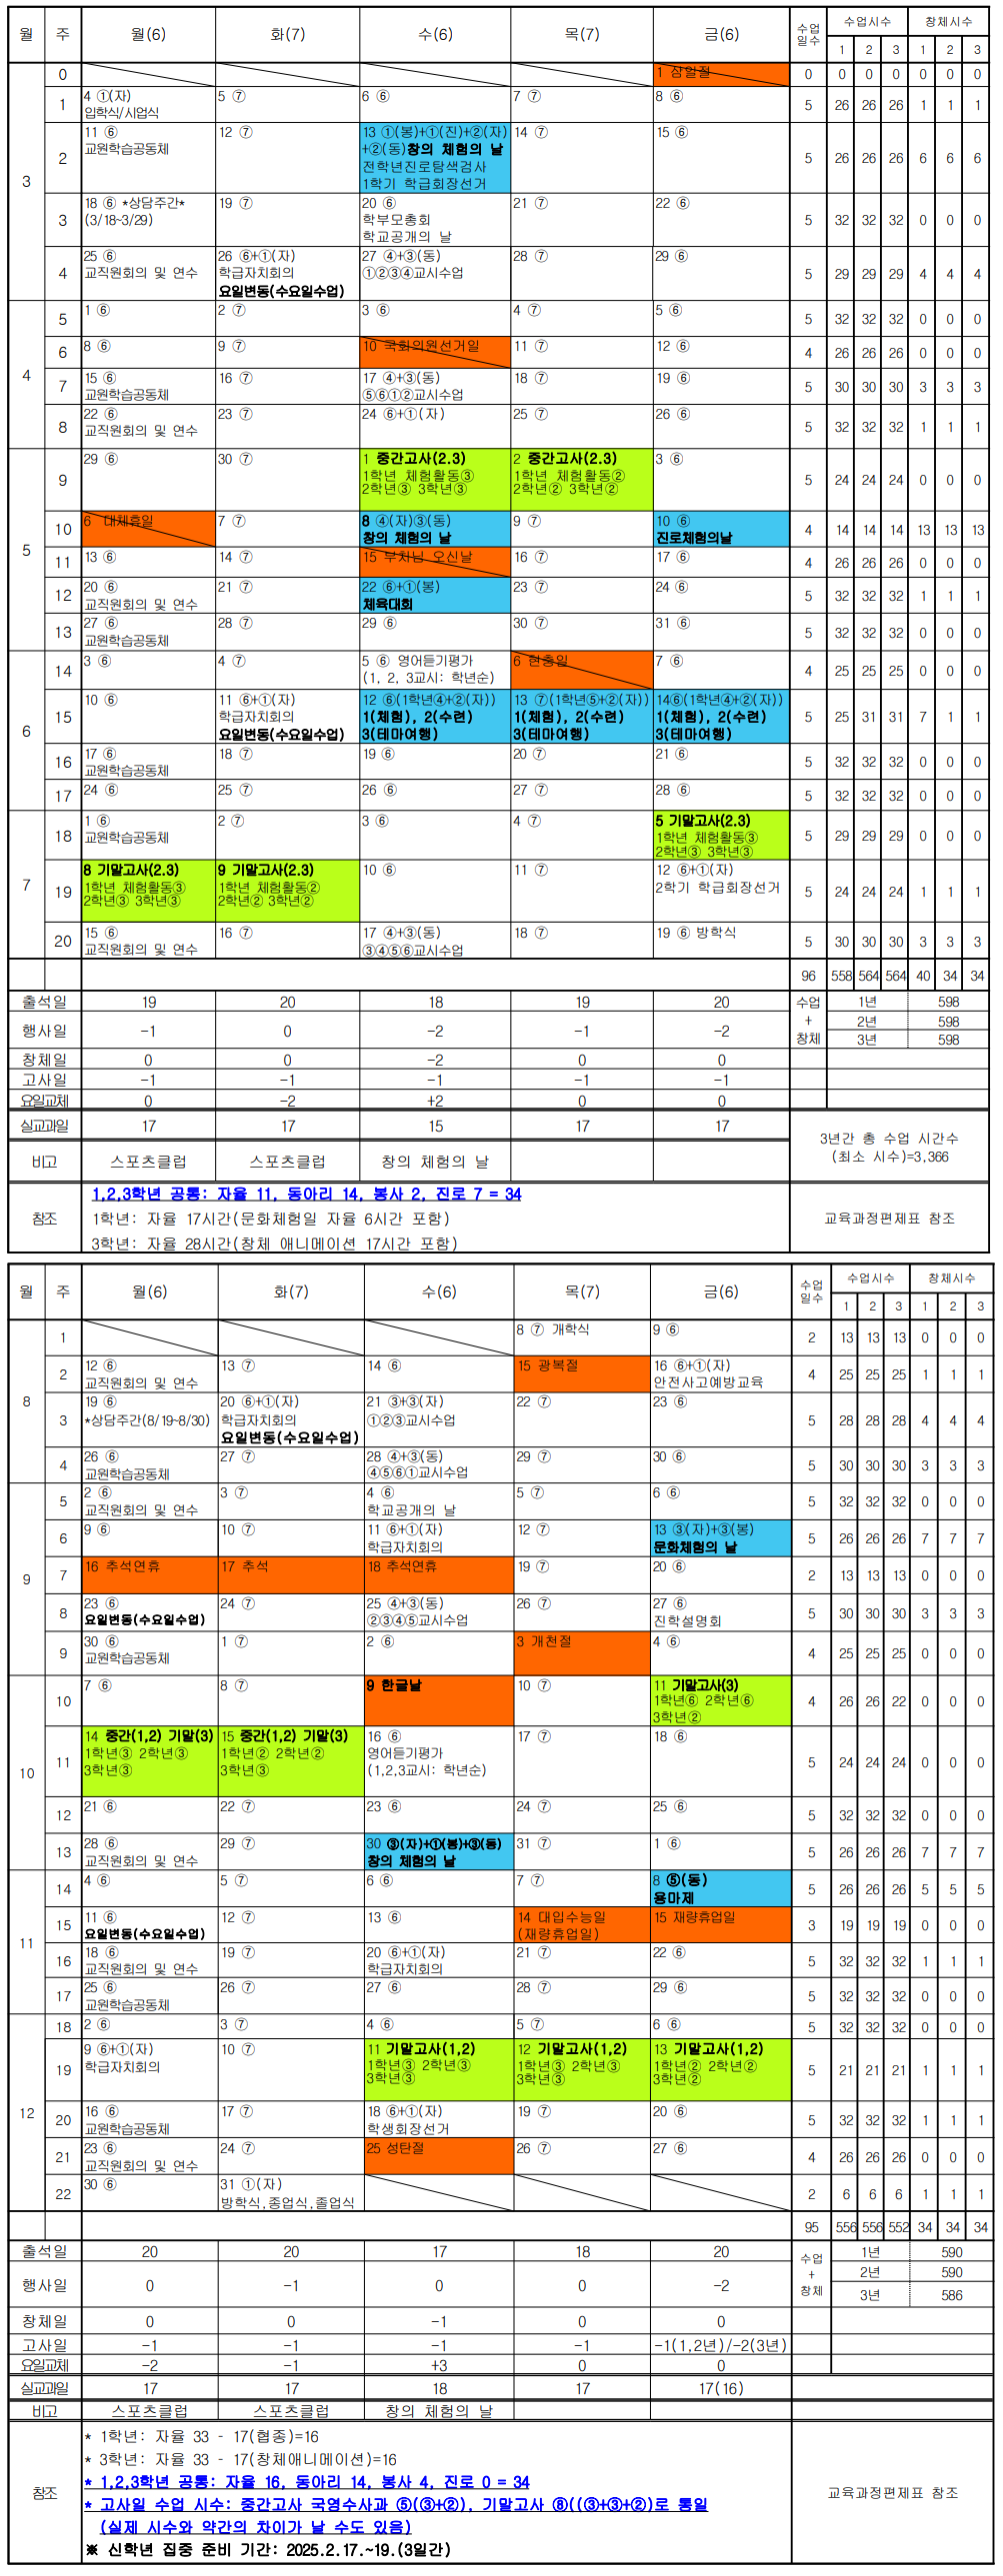 월 주 월(6) 화(7) 수(6) 목(7) 금(6) 수업일수 수업시수 창체시수
1 2 3 1 2 3
3
0 1 삼일절 0 0 0 0 0 0 0
1 4 ①(자) 5 ⑦ 6 ⑥ 7 ⑦ 8 ⑥ 5 26 26 26 1 1 1
입학식/시업식
2 11 ⑥ 12 ⑦ 13 ①(봉)+①(진)+②(자) 14 ⑦ 15 ⑥ 5 26 26 26 6 6 6
교원학습공동체 +②(동)창의 체험의 날
전학년진로탐색검사
1학기 학급회장선거
3 18 ⑥ *상담주간* 19 ⑦ 20 ⑥ 21 ⑦ 22 ⑥ 5 32 32 32 0 0 0
(3/18~3/29) 학부모총회
학교공개의 날
4 25 ⑥ 26 ⑥+①(자) 27 ④+③(동) 28 ⑦ 29 ⑥ 5 29 29 29 4 4 4
교직원회의 및 연수 학급자치회의 ①②③④교시수업
요일변동(수요일수업)
4
5 1 ⑥ 2 ⑦ 3 ⑥ 4 ⑦ 5 ⑥ 5 32 32 32 0 0 0
6 8 ⑥ 9 ⑦ 10 국회의원선거일 11 ⑦ 12 ⑥ 4 26 26 26 0 0 0
7 15 ⑥ 16 ⑦ 17 ④+③(동) 18 ⑦ 19 ⑥ 5 30 30 30 3 3 3
교원학습공동체 ⑤⑥①②교시수업
8 22 ⑥ 23 ⑦ 24 ⑥+①(자) 25 ⑦ 26 ⑥ 5 32 32 32 1 1 1
교직원회의 및 연수
5
9 29 ⑥ 30 ⑦ 1 중간고사(2.3) 2 중간고사(2.3) 3 ⑥ 5 24 24 24 0 0 0
1학년 체험활동③ 1학년 체험활동②
2학년③ 3학년③ 2학년② 3학년②
10 6 대체휴일 7 ⑦ 8 ④(자)③(동) 9 ⑦ 10 ⑥ 4 14 14 14 13 13 13
창의 체험의 날 진로체험의날
11 13 ⑥ 14 ⑦ 15 부처님 오신날 16 ⑦ 17 ⑥ 4 26 26 26 0 0 0
12 20 ⑥ 21 ⑦ 22 ⑥+①(봉) 23 ⑦ 24 ⑥ 5 32 32 32 1 1 1
교직원회의 및 연수 체육대회
13 27 ⑥ 28 ⑦ 29 ⑥ 30 ⑦ 31 ⑥ 5 32 32 32 0 0 0
교원학습공동체
6
14 3 ⑥ 4 ⑦ 5 ⑥ 영어듣기평가 6 현충일 7 ⑥ 4 25 25 25 0 0 0
(1, 2, 3교시: 학년순)
15 10 ⑥ 11 ⑥+①(자) 12 ⑥(1학년④+②(자)) 13 ⑦(1학년⑤+②(자)) 14⑥(1학년④+②(자)) 5 25 31 31 7 1 1
학급자치회의 1(체험), 2(수련) 1(체험), 2(수련) 1(체험), 2(수련)
요일변동(수요일수업) 3(테마여행) 3(테마여행) 3(테마여행)
16 17 ⑥ 18 ⑦ 19 ⑥ 20 ⑦ 21 ⑥ 5 32 32 32 0 0 0
교원학습공동체
17 24 ⑥ 25 ⑦ 26 ⑥ 27 ⑦ 28 ⑥ 5 32 32 32 0 0 0
7
18 1 ⑥ 2 ⑦ 3 ⑥ 4 ⑦ 5 기말고사(2.3) 5 29 29 29 0 0 0
교원학습공동체 1학년 체험활동③
2학년③ 3학년③
19 8 기말고사(2.3) 9 기말고사(2.3) 10 ⑥ 11 ⑦ 12 ⑥+①(자) 5 24 24 24 1 1 1
1학년 체험활동③ 1학년 체험활동② 2학기 학급회장선거
2학년③ 3학년③ 2학년② 3학년②
20 15 ⑥ 16 ⑦ 17 ④+③(동) 18 ⑦ 19 ⑥ 방학식 5 30 30 30 3 3 3
교직원회의 및 연수 ③④⑤⑥교시수업
96 558 564 564 40 34 34
출석일 19 20 18 19 20 수업+창체 1년 598
행사일 -1 0 -2 -1 -2 2년 598
3년 598
창체일 0 0 -2 0 0
고사일 -1 -1 -1 -1 -1
요일교체 0 -2 +2 0 0
실교과일 17 17 15 17 17 3년간 총 수업 시간수
(최소 시수)=3,366
비고 스포츠클럽 스포츠클럽 창의 체험의 날
참조 1,2,3학년 공통: 자율 11, 동아리 14, 봉사 2, 진로 7 = 34 교육과정편제표 참조
1학년: 자율 17시간(문화체험일 자율 6시간 포함)
3학년: 자율 28시간(창체 애니메이션 17시간 포함)
월 주 월(6) 화(7) 수(6) 목(7) 금(6) 수업일수 수업시수 창체시수
1 2 3 1 2 3
8
1 8 ⑦ 개학식 9 ⑥ 2 13 13 13 0 0 0
2 12 ⑥ 13 ⑦ 14 ⑥ 15 광복절 16 ⑥+①(자) 4 25 25 25 1 1 1
교직원회의 및 연수 안전사고예방교육
3 19 ⑥ 20 ⑥+①(자) 21 ③+③(자) 22 ⑦ 23 ⑥ 5 28 28 28 4 4 4
*상담주간(8/19~8/30) 학급자치회의 ①②③교시수업
요일변동(수요일수업)
4 26 ⑥ 27 ⑦ 28 ④+③(동) 29 ⑦ 30 ⑥ 5 30 30 30 3 3 3
교원학습공동체 ④⑤⑥①교시수업
9
5 2 ⑥ 3 ⑦ 4 ⑥ 5 ⑦ 6 ⑥ 5 32 32 32 0 0 0
교직원회의 및 연수 학교공개의 날
6 9 ⑥ 10 ⑦ 11 ⑥+①(자) 12 ⑦ 13 ③(자)+③(봉) 5 26 26 26 7 7 7
학급자치회의 문화체험의 날
7 16 추석연휴 17 추석 18 추석연휴 19 ⑦ 20 ⑥ 2 13 13 13 0 0 0
8 23 ⑥ 24 ⑦ 25 ④+③(동) 26 ⑦ 27 ⑥ 5 30 30 30 3 3 3
요일변동(수요일수업) ②③④⑤교시수업 진학설명회
9 30 ⑥ 1 ⑦ 2 ⑥ 3 개천절 4 ⑥ 4 25 25 25 0 0 0
교원학습공동체
10
10 7 ⑥ 8 ⑦ 9 한글날 10 ⑦ 11 기말고사(3) 4 26 26 22 0 0 0
1학년⑥ 2학년⑥
3학년②
11 14 중간(1,2) 기말(3) 15 중간(1,2) 기말(3) 16 ⑥ 17 ⑦ 18 ⑥ 5 24 24 24 0 0 0
1학년③ 2학년③ 1학년② 2학년② 영어듣기평가
3학년③ 3학년③ (1,2,3교시: 학년순)
12 21 ⑥ 22 ⑦ 23 ⑥ 24 ⑦ 25 ⑥ 5 32 32 32 0 0 0
13 28 ⑥ 29 ⑦ 30 ③(자)+①(봉)+③(동) 31 ⑦ 1 ⑥ 5 26 26 26 7 7 7
교직원회의 및 연수 창의 체험의 날
11
14 4 ⑥ 5 ⑦ 6 ⑥ 7 ⑦ 8 ⑤(동) 5 26 26 26 5 5 5
용마제
15 11 ⑥ 12 ⑦ 13 ⑥ 14 대입수능일 15 재량휴업일 3 19 19 19 0 0 0
요일변동(수요일수업) (재량휴업일)
16 18 ⑥ 19 ⑦ 20 ⑥+①(자) 21 ⑦ 22 ⑥ 5 32 32 32 1 1 1
교직원회의 및 연수 학급자치회의
17 25 ⑥ 26 ⑦ 27 ⑥ 28 ⑦ 29 ⑥ 5 32 32 32 0 0 0
교원학습공동체
12
18 2 ⑥ 3 ⑦ 4 ⑥ 5 ⑦ 6 ⑥ 5 32 32 32 0 0 0
19 9 ⑥+①(자) 10 ⑦ 11 기말고사(1,2) 12 기말고사(1,2) 13 기말고사(1,2) 5 21 21 21 1 1 1
학급자치회의 1학년③ 2학년③ 1학년③ 2학년③ 1학년② 2학년②
3학년③ 3학년③ 3학년②
20 16 ⑥ 17 ⑦ 18 ⑥+①(자) 19 ⑦ 20 ⑥ 5 32 32 32 1 1 1
교원학습공동체 학생회장선거
21 23 ⑥ 24 ⑦ 25 성탄절 26 ⑦ 27 ⑥ 4 26 26 26 0 0 0
교직원회의 및 연수
22 30 ⑥ 31 ①(자) 2 6 6 6 1 1 1
방학식,종업식,졸업식
95 556 556 552 34 34 34
출석일 20 20 17 18 20 수업+창체 1년 590
행사일 0 -1 0 0 -2 2년 590
3년 586
창체일 0 0 -1 0 0
고사일 -1 -1 -1 -1 -1(1,2년)/-2(3년)
요일교체 -2 -1 +3 0 0
실교과일 17 17 18 17 17(16)
비고 스포츠클럽 스포츠클럽 창의 체험의 날
참조 * 1학년: 자율 33 - 17(협종)=16 교육과정편제표 참조
* 3학년: 자율 33 - 17(창체애니메이션)=16
* 1,2,3학년 공통: 자율 16, 동아리 14, 봉사 4, 진로 0 = 34
* 고사일 수업 시수: 중간고사 국영수사과 ⑤(③+②), 기말고사 ⑧((③+③+②)로 통일
(실제 시수와 약간의 차이가 날 수도 있음)
※ 신학년 집중 준비 기간: 2025.2.17.~19.(3일간)